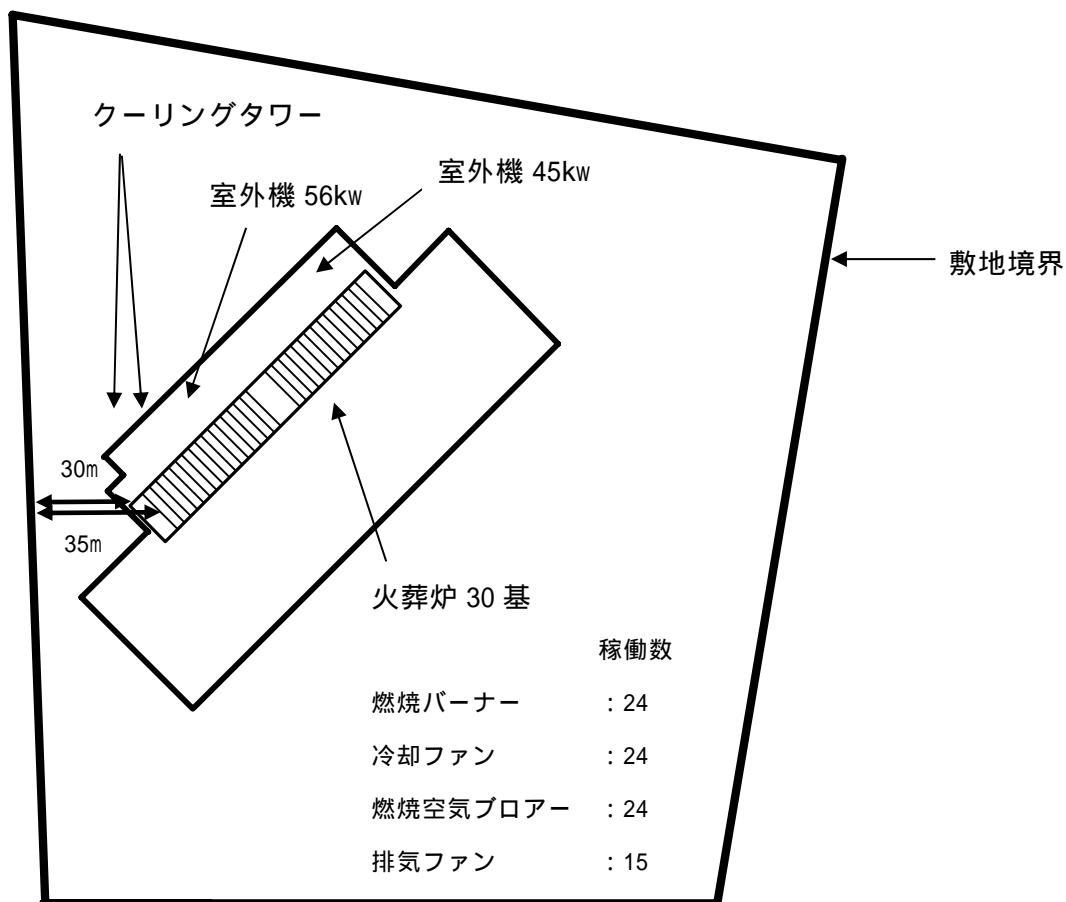 クーリングタワー
室外機 45kw
室外機 56kw
敷地境界
30m
35m
火葬炉 30 基
稼働数
燃焼バーナー ：24
冷却ファン ：24
燃焼空気ブロアー ：24
排気ファン ：15